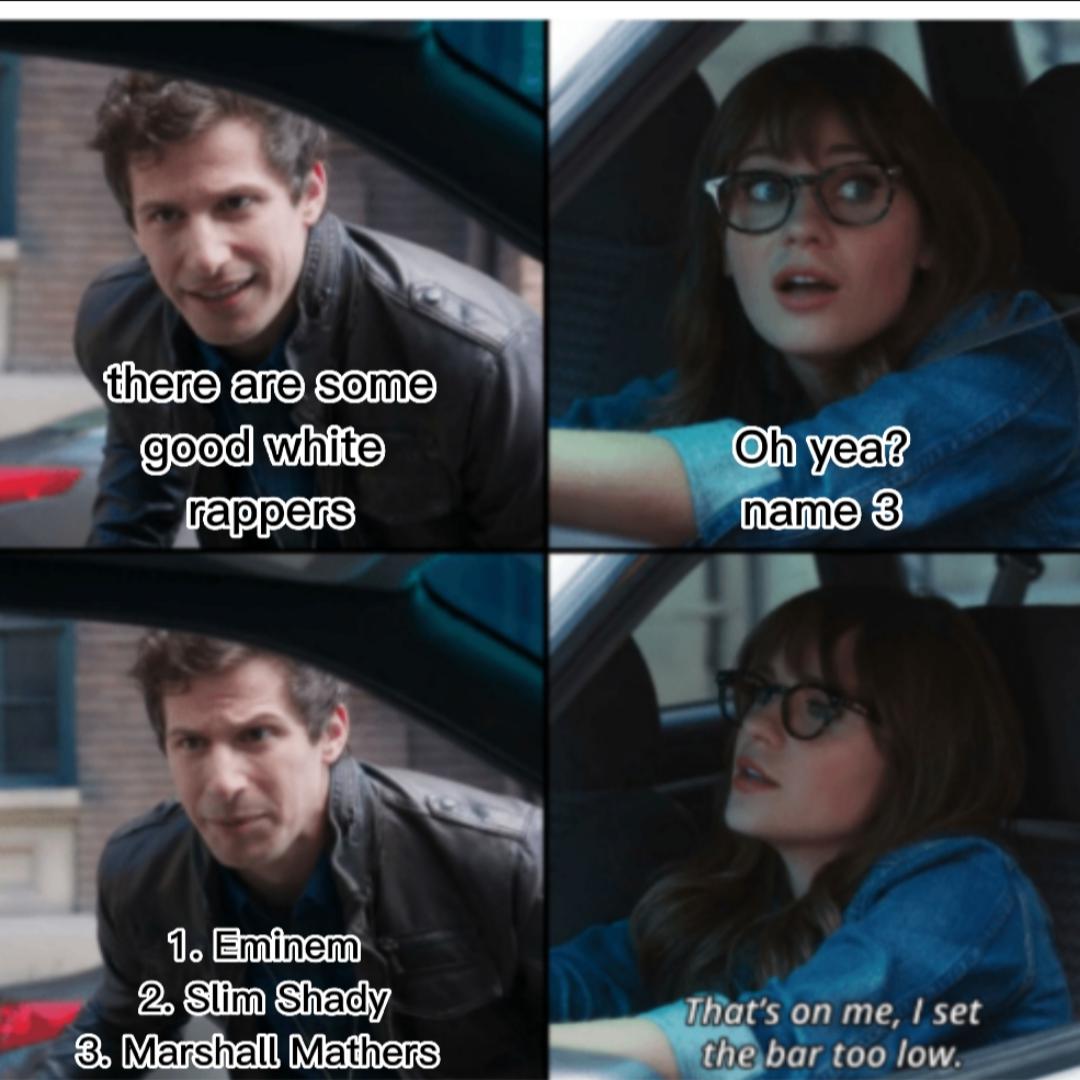 there are some
good white
rappers
Oh yea?
name 3
1. Eminem
2. Slim Shady
3. Marshall Mathers
That's on me, I set
the bar too low.